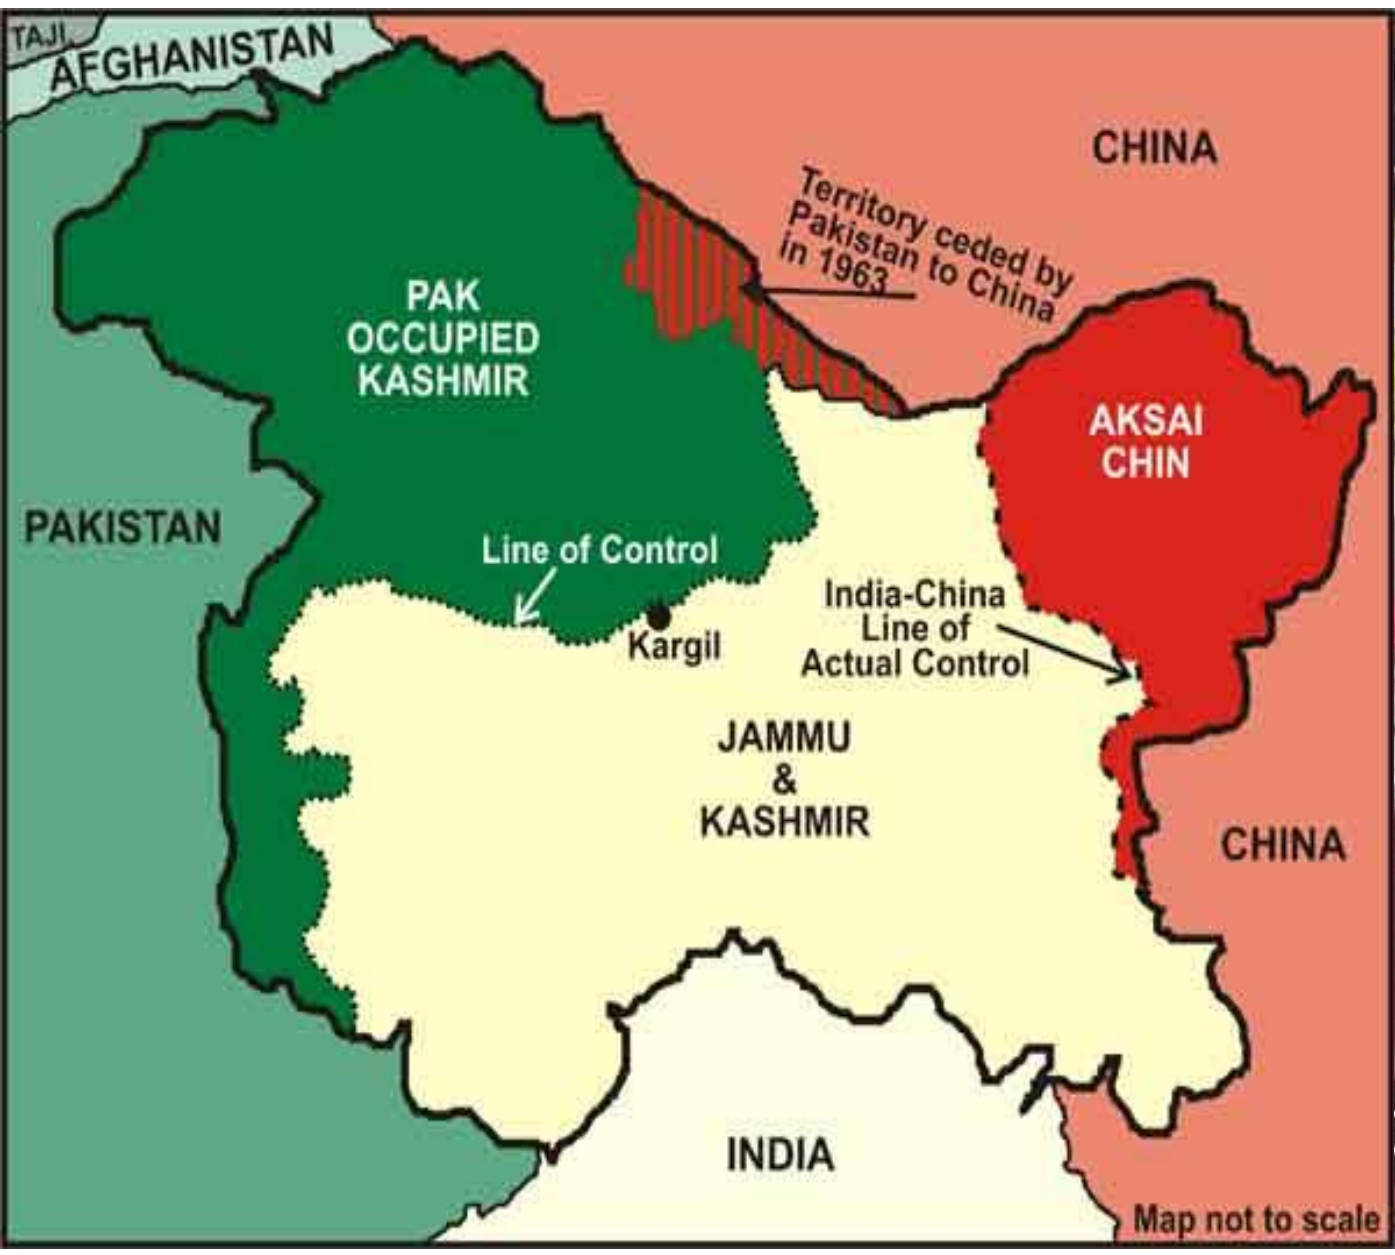 TAJI.
AFGHANISTAN
CHINA
Territory ceded by
Pakistan to China
in 1963
PAK
OCCUPIED
KASHMIR
AKSAI
CHIN
PAKISTAN
Line of Control
India-China
Line of
Actual Control
Kargil
JAMMU
&
KASHMIR
CHINA
INDIA
Map not to scale